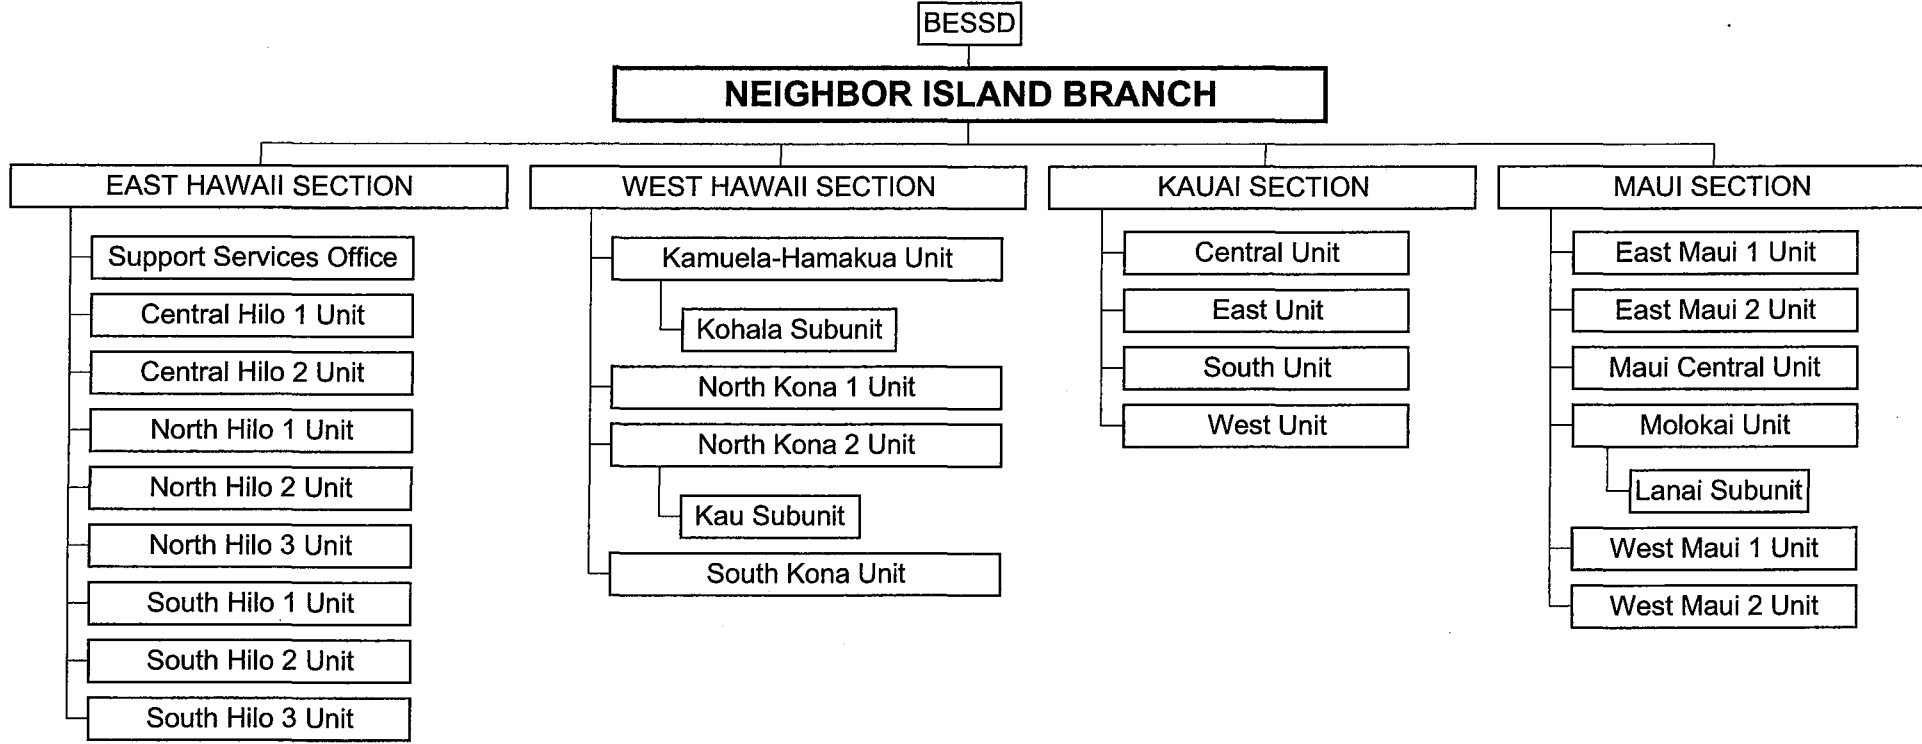 BESSD
NEIGHBOR ISLAND BRANCH
EAST HAWAII SECTION
Support Services Office
Central Hilo 1 Unit
Central Hilo 2 Unit
North Hilo 1 Unit
North Hilo 2 Unit
North Hilo 3 Unit
South Hilo 1 Unit
South Hilo 2 Unit
South Hilo 3 Unit
WEST HAWAII SECTION
Kamuela-Hamakua Unit
Kohala Subunit
North Kona 1 Unit
North Kona 2 Unit
Kau Subunit
South Kona Unit
KAUAI SECTION
Central Unit
East Unit
South Unit
West Unit
MAUI SECTION
East Maui 1 Unit
East Maui 2 Unit
Maui Central Unit
Molokai Unit
Lanai Subunit
West Maui 1 Unit
West Maui 2 Unit